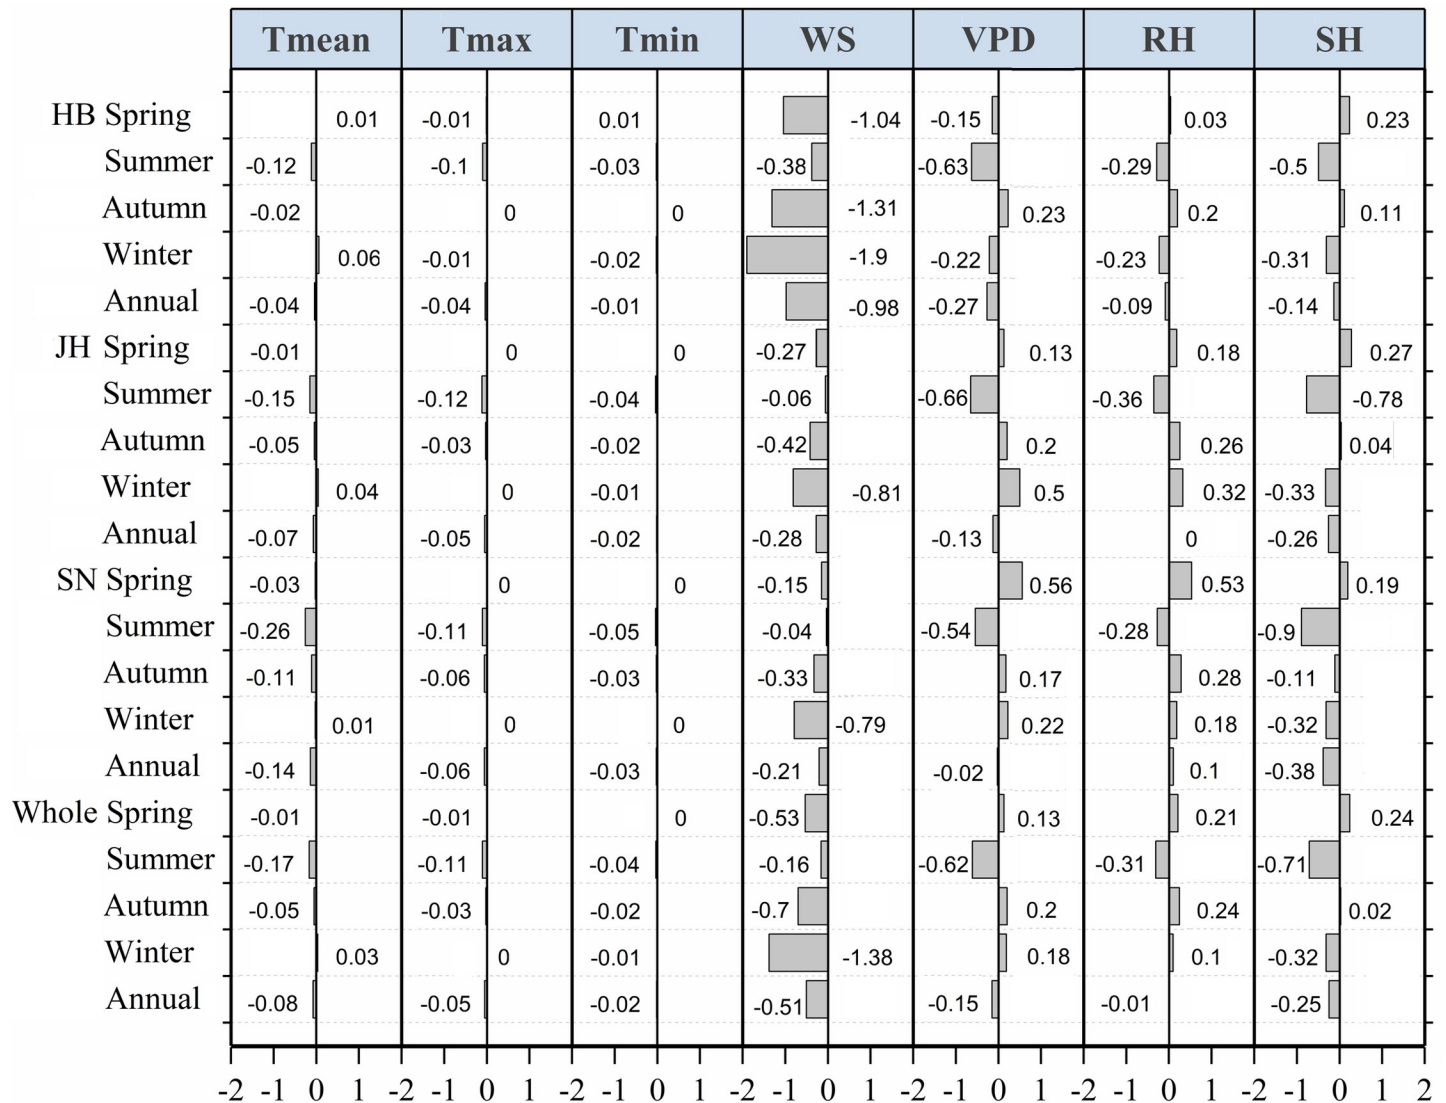 Tmean Tmax Tmin WS VPD RH SH
HB Spring 0.01 -0.01 0.01 -1.04 -0.15 0.03 0.23
Summer -0.12 -0.1 -0.03 -0.38 -0.63 -0.29 -0.5
Autumn -0.02 0 0 -1.31 0.23 0.2 0.11
Winter 0.06 -0.01 -0.02 -1.9 -0.22 -0.23 -0.31
Annual -0.04 -0.04 -0.01 -0.98 -0.27 -0.09 -0.14
JH Spring -0.01 0 0 -0.27 0.13 0.18 0.27
Summer -0.15 -0.12 -0.04 -0.06 -0.66 -0.36 -0.78
Autumn -0.05 -0.03 -0.02 -0.42 0.2 0.26 0.04
Winter 0.04 0 -0.01 -0.81 0.5 0.32 -0.33
Annual -0.07 -0.05 -0.02 -0.28 -0.13 0 -0.26
SN Spring -0.03 0 0 -0.15 0.56 0.53 0.19
Summer -0.26 -0.11 -0.05 -0.04 -0.54 -0.28 -0.9
Autumn -0.11 -0.06 -0.03 -0.33 0.17 0.28 -0.11
Winter 0.01 0 0 -0.79 0.22 0.18 -0.32
Annual -0.14 -0.06 -0.03 -0.21 -0.02 0.1 -0.38
Whole Spring -0.01 -0.01 0 -0.53 0.13 0.21 0.24
Summer -0.17 -0.11 -0.04 -0.16 -0.62 -0.31 -0.71
Autumn -0.05 -0.03 -0.02 -0.7 0.2 0.24 0.02
Winter 0.03 0 -0.01 -1.38 0.18 0.1 -0.32
Annual -0.08 -0.05 -0.02 -0.51 -0.15 -0.01 -0.25
-2 -1 0 1 -2 -1 0 1 -2 -1 0 1 -2 -1 0 1 -2 -1 0 1 -2 -1 0 1 -2 -1 0 1 2